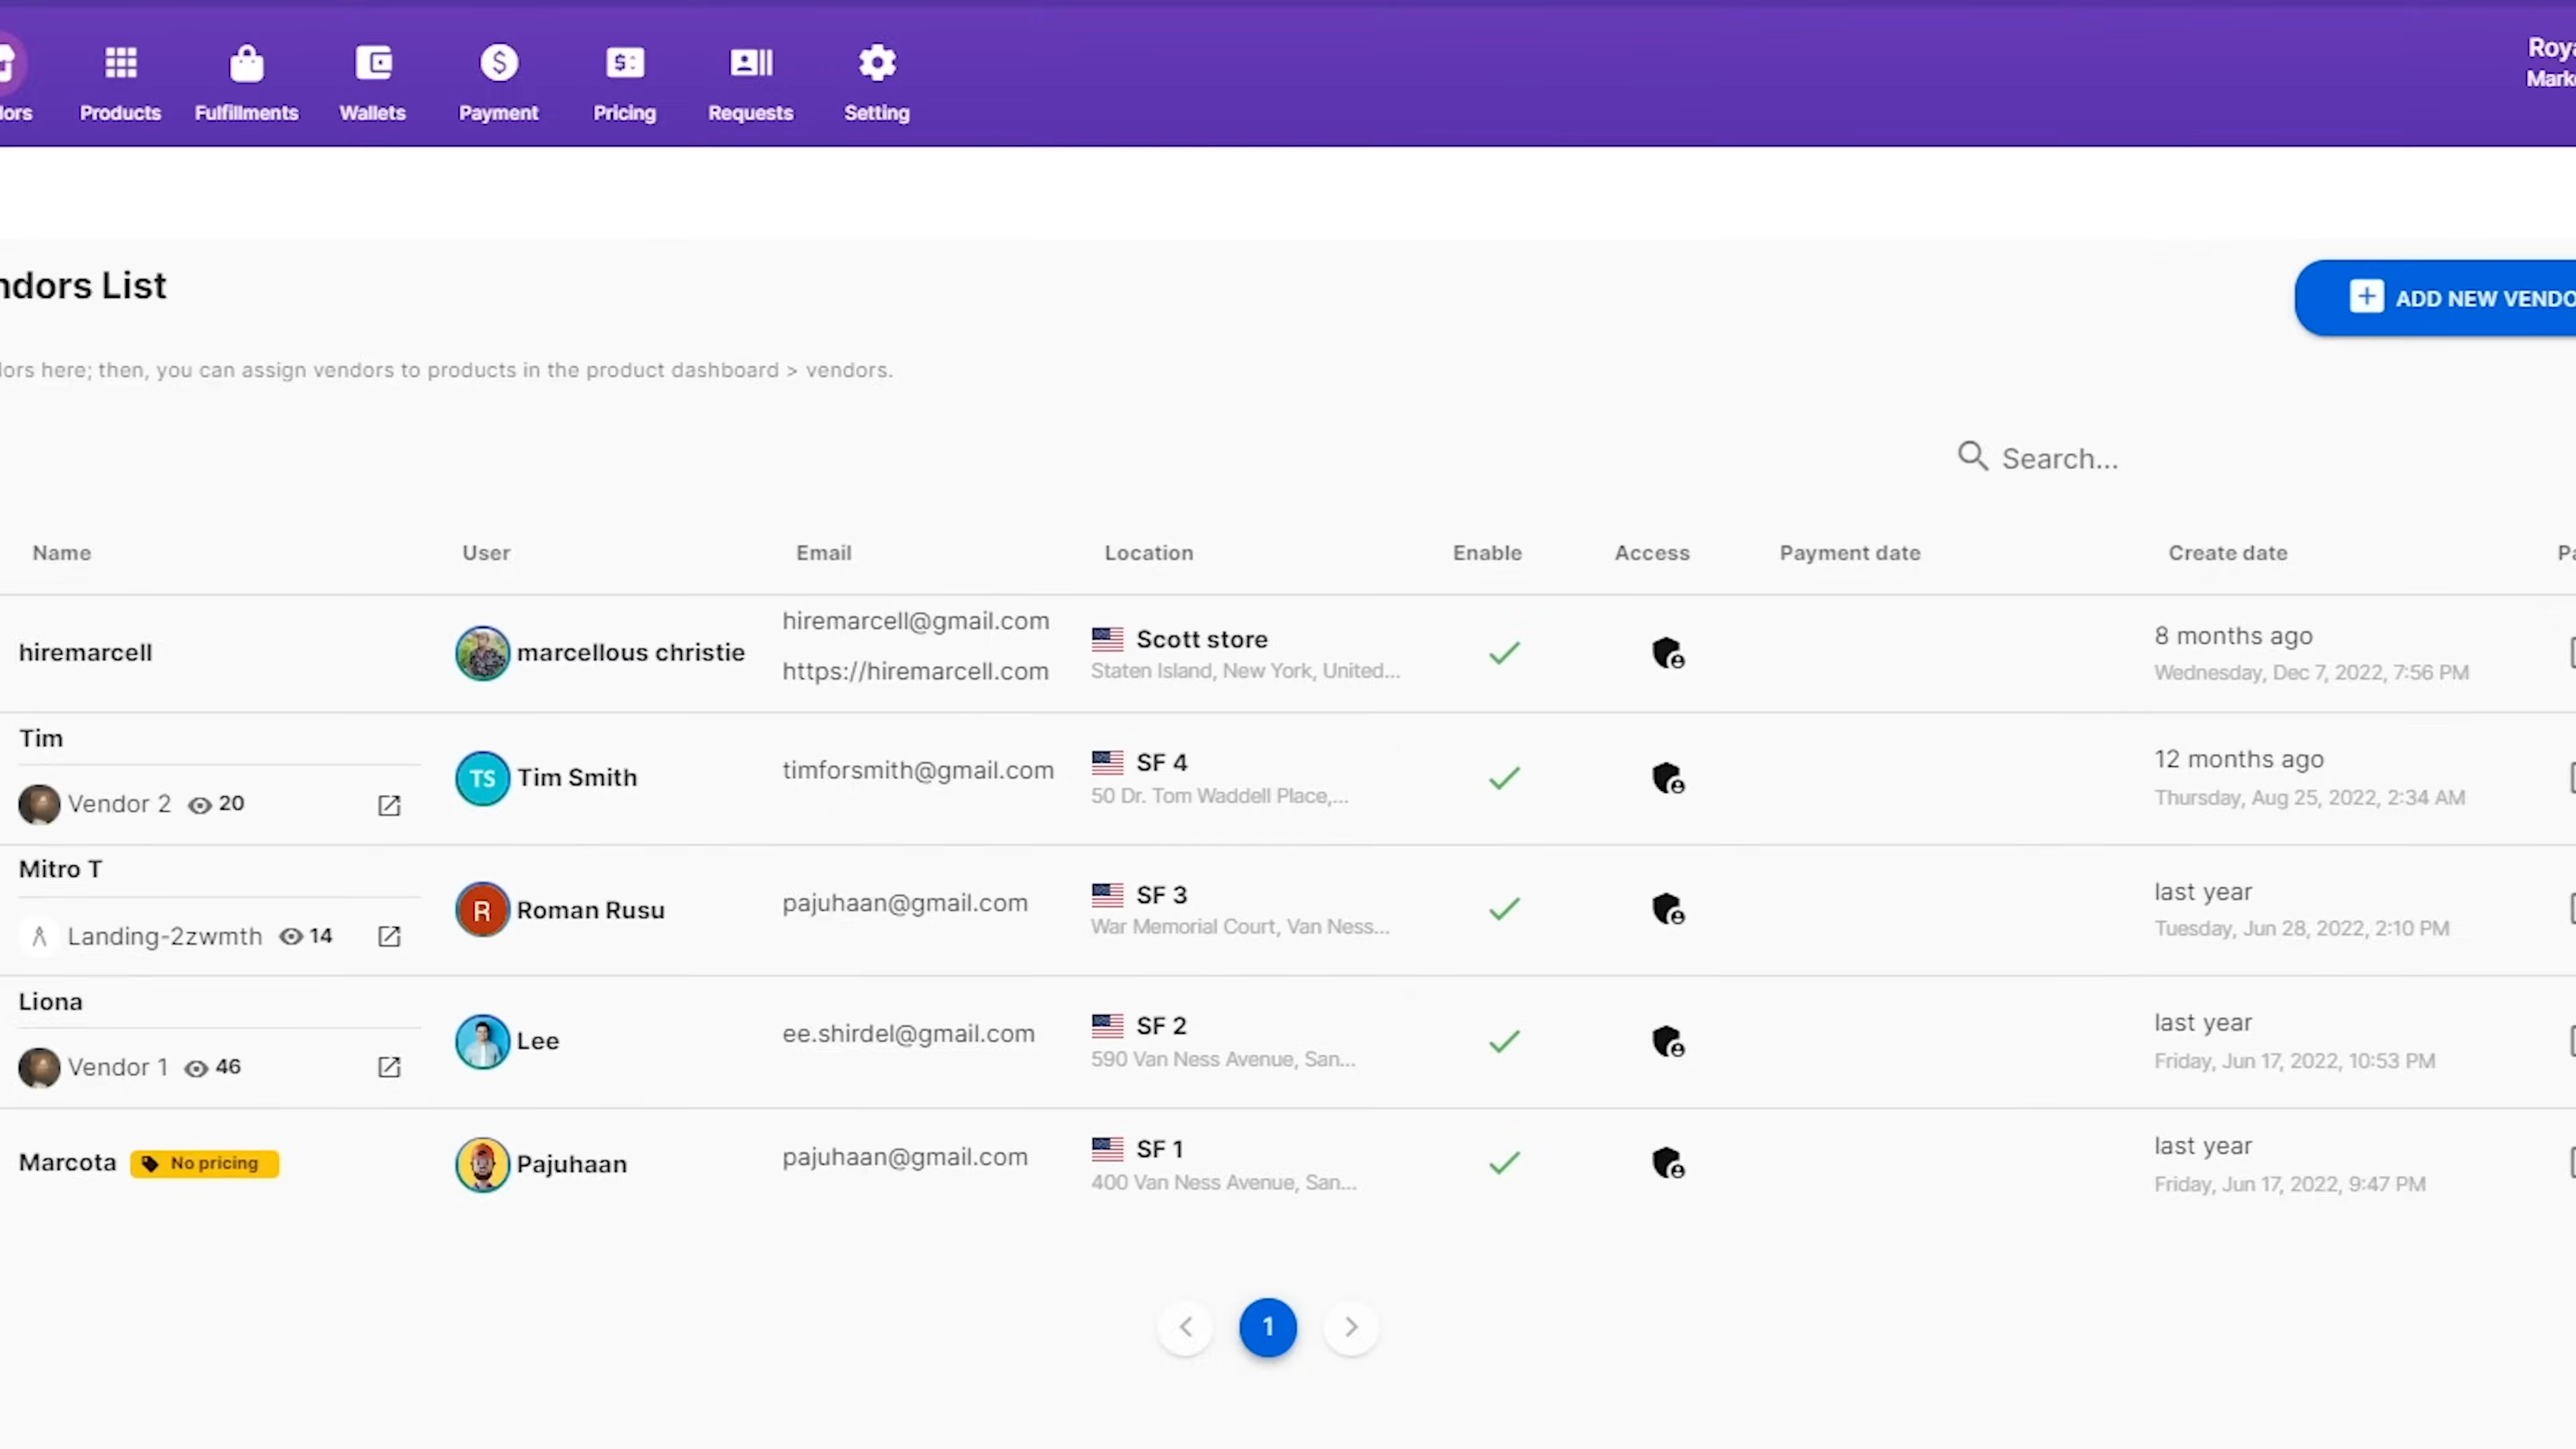 Products Fulfillments Wallets Payment Pricing Requests Setting
List
ADD NEW
here; then, you can assign vendors to products in the product dashboard > vendors.
Search...
Name User Email Location Enable Access Payment date Create date
hiremarcell marcellous christie hiremarcell@gmail.com https://hiremarcell.com Scott store Staten Island, New York, United... 8 months ago Wednesday, Dec 7, 2022, 7:56 PM
Tim
Vendor 2 20 TS Tim Smith timforsmith@gmail.com SF 4 50 Dr. Tom Waddell Place,... 12 months ago Thursday, Aug 25, 2022, 2:34 AM
Mitro T
Landing-2zwmth 14 R Roman Rusu pajuhaan@gmail.com SF 3 War Memorial Court, Van Ness... last year Tuesday, Jun 28, 2022, 2:10 PM
Liona
Vendor 1 46 Lee ee.shirdel@gmail.com SF 2 590 Van Ness Avenue, San... last year Friday, Jun 17, 2022, 10:53 PM
Marcota No pricing Pajuhaan pajuhaan@gmail.com SF 1 400 Van Ness Avenue, San... last year Friday, Jun 17, 2022, 9:47 PM
1